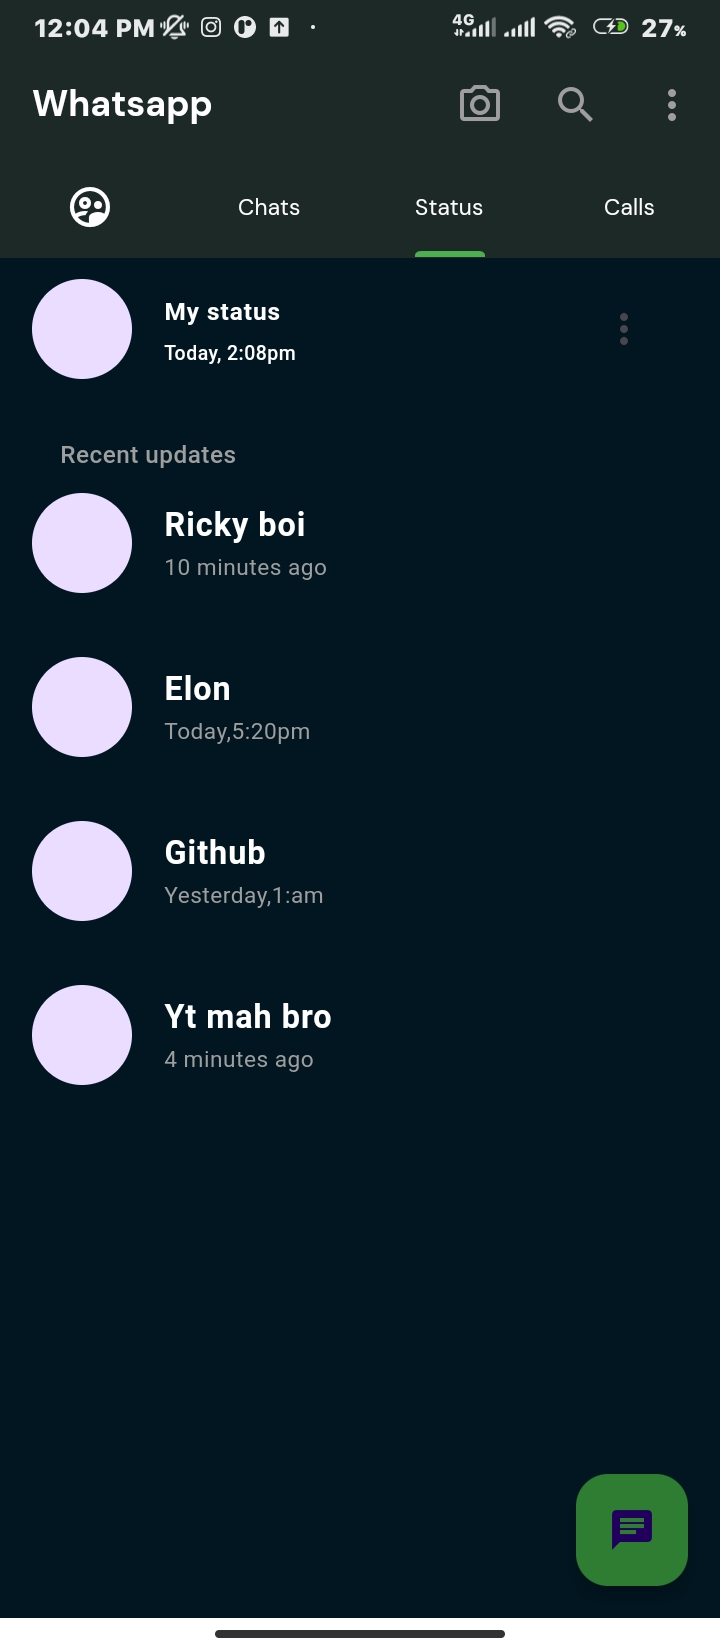 12:04 PM 4G 27%
Whatsapp
Chats Status Calls
My status
Today, 2:08pm
Recent updates
Ricky boi
10 minutes ago
Elon
Today,5:20pm
Github
Yesterday,1:am
Yt mah bro
4 minutes ago